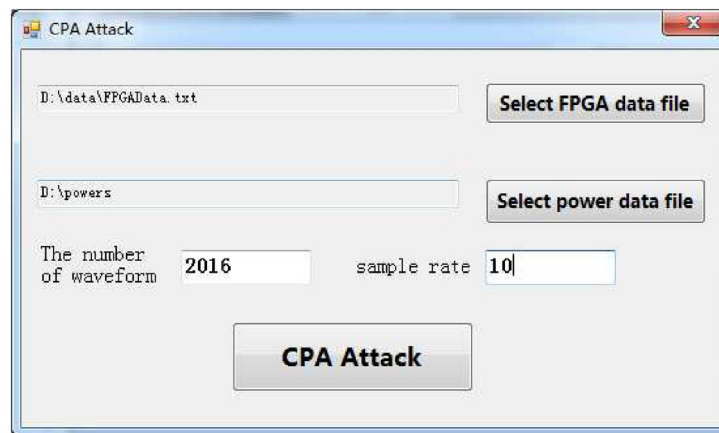 CPA Attack
D:\data\FPGAData.txt
Select FPGA data file
D:\powers
Select power data file
The number
of waveform
2016
sample rate
10
CPA Attack